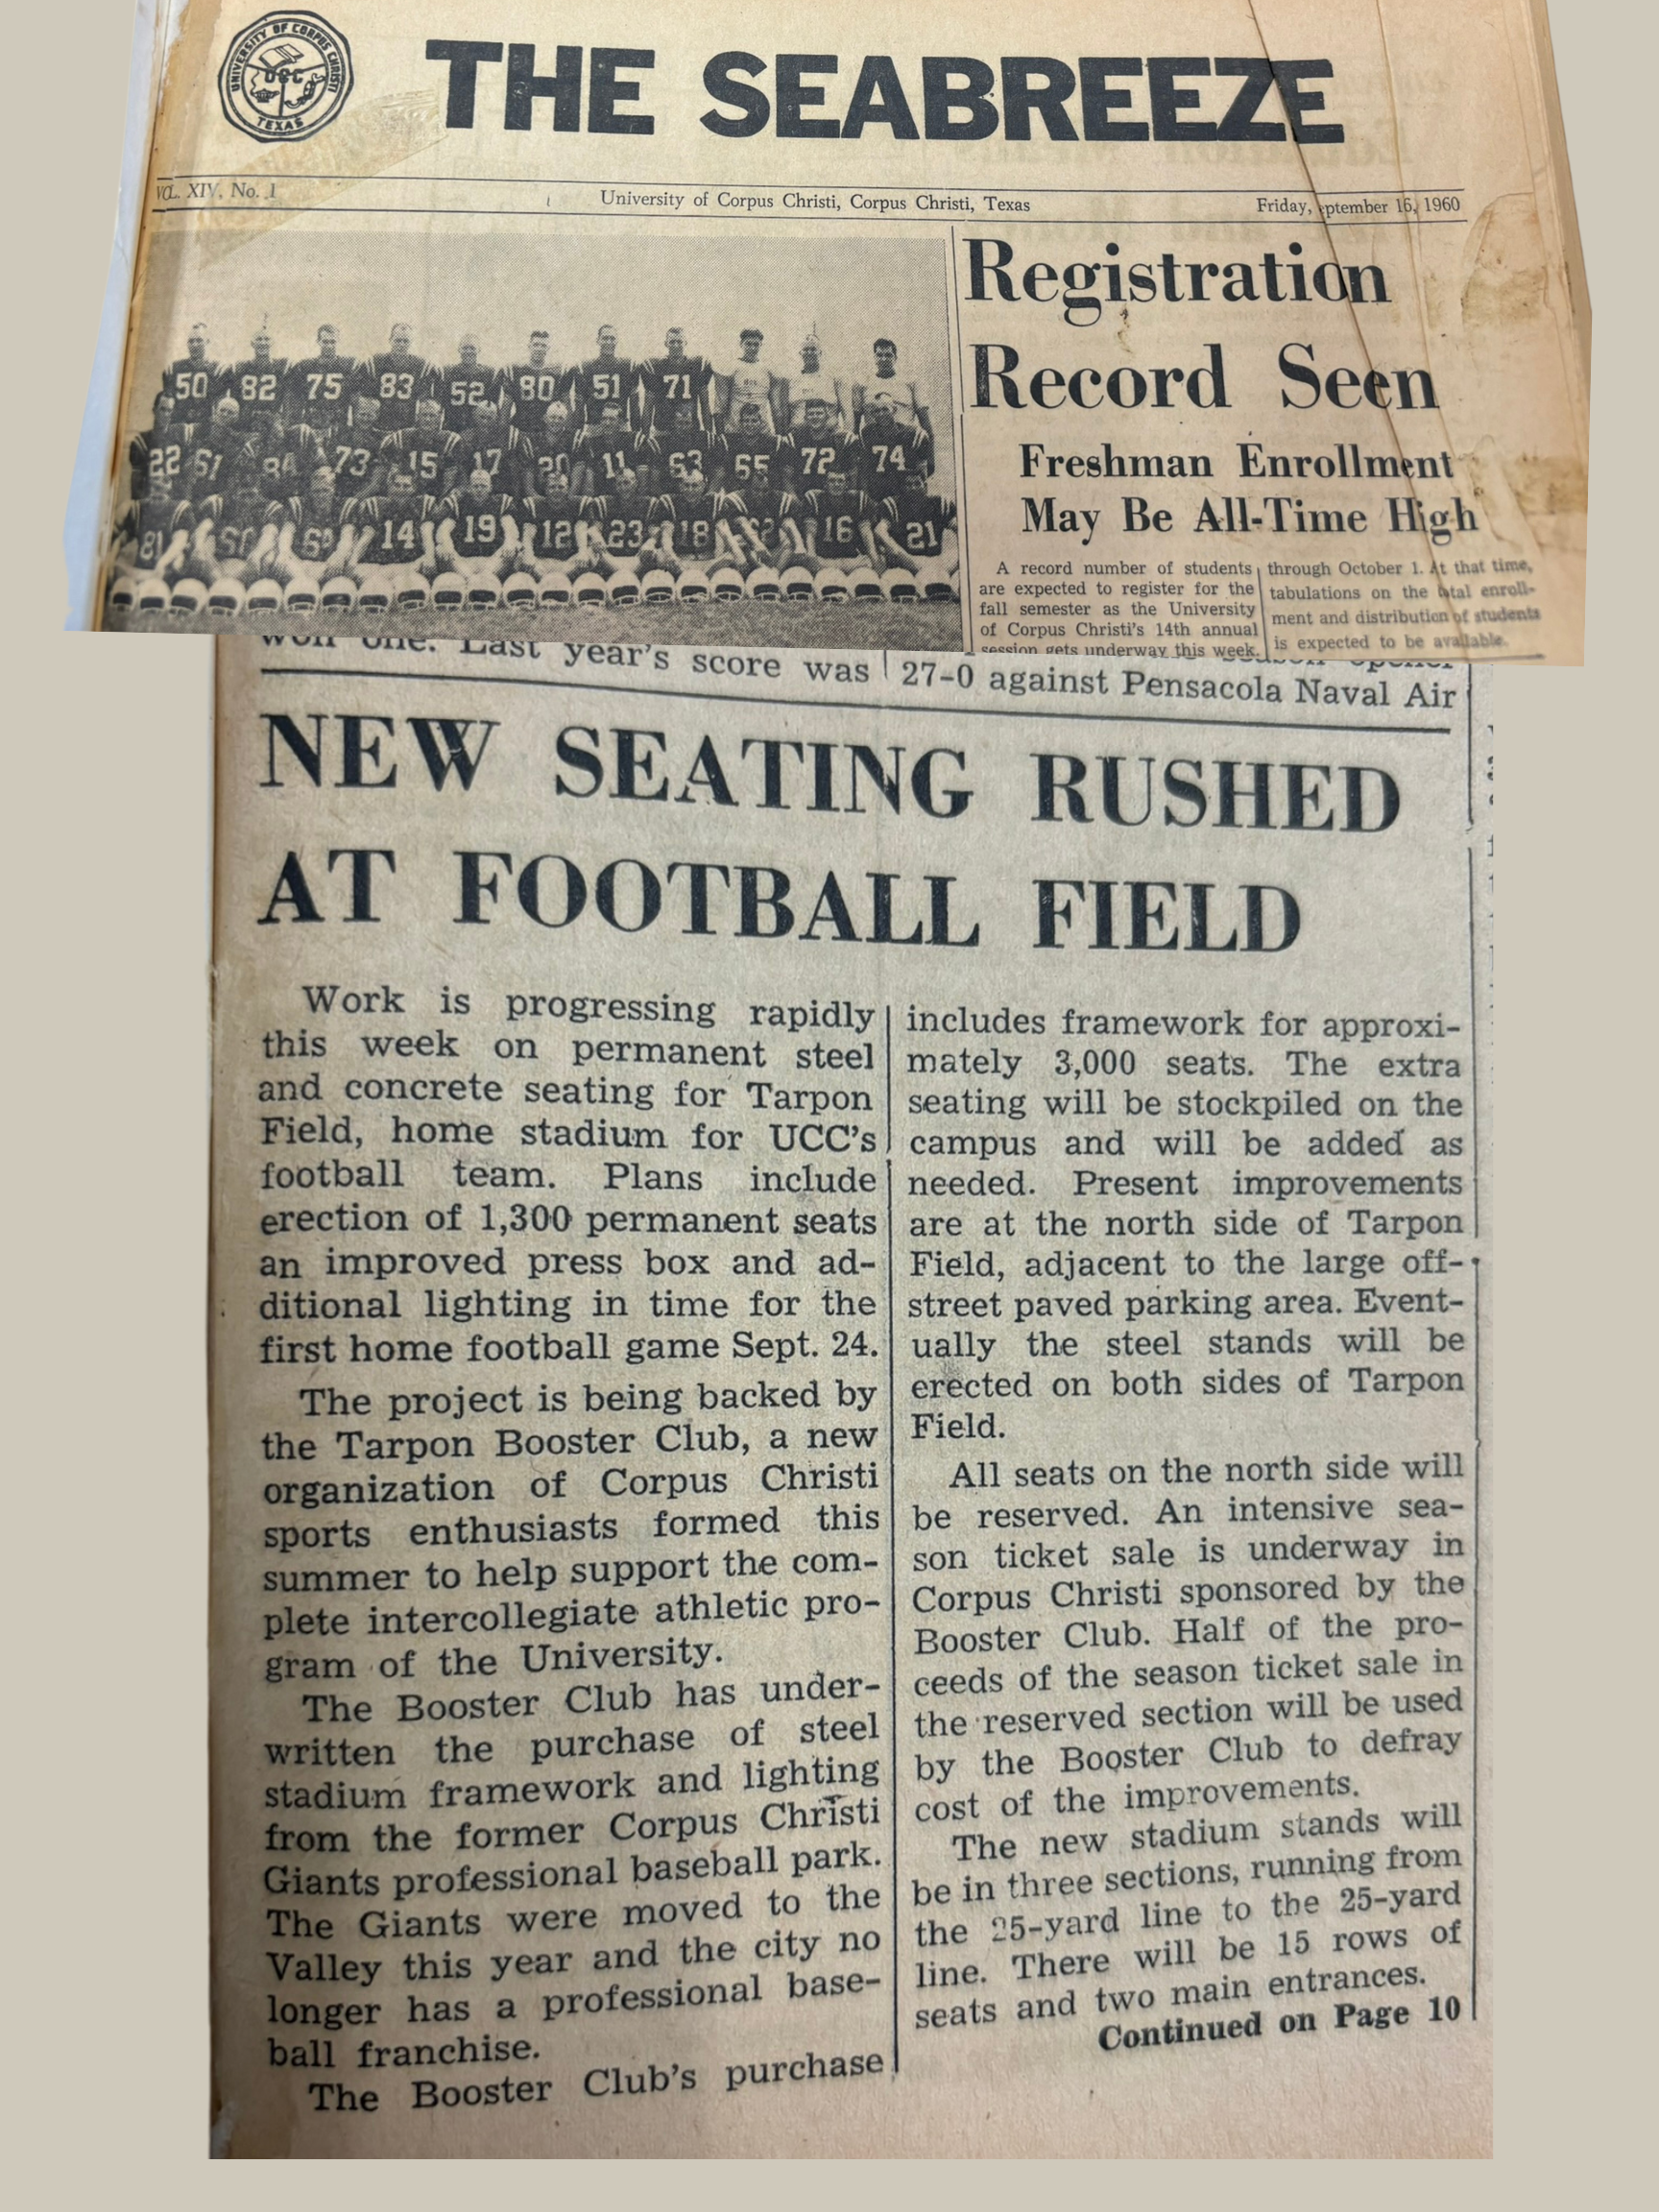 UNIVERSITY OF CORPUS CHRISTI
UCC
TEXAS
THE SEABREEZE
VOL. XIV, No. 1
University of Corpus Christi, Corpus Christi, Texas
Friday, eptember 16, 1960
50 82 75 83 52 80 51 71
22 61 84 73 15 17 20 11 63 65 72 74
81 14 19 12 23 18 62 16 21
Registration
Record Seen
Freshman Enrollment
May Be All-Time High
A record number of students
are expected to register for the
fall semester as the University
of Corpus Christi's 14th annual
session gets underway this week.
through October 1. At that time,
tabulations on the total enroll-
ment and distribution of students
is expected to be available.
won one. Last year's score was
27-0 against Pensacola Naval Air
NEW SEATING RUSHED
AT FOOTBALL FIELD
Work is progressing rapidly
this week on permanent steel
and concrete seating for Tarpon
Field, home stadium for UCC's
football team. Plans include
erection of 1,300 permanent seats
an improved press box and ad-
ditional lighting in time for the
first home football game Sept. 24.
The project is being backed by
the Tarpon Booster Club, a new
organization of Corpus Christi
sports enthusiasts formed this
summer to help support the com-
plete intercollegiate athletic pro-
gram of the University.
The Booster Club has under-
written the purchase of steel
stadium framework and lighting
from the former Corpus Christi
Giants professional baseball park.
The Giants were moved to the
Valley this year and the city no
longer has a professional base-
ball franchise.
The Booster Club's purchase
includes framework for approxi-
mately 3,000 seats. The extra
seating will be stockpiled on the
campus and will be added as
needed. Present improvements
are at the north side of Tarpon
Field, adjacent to the large off-
street paved parking area. Event-
ually the steel stands will be
erected on both sides of Tarpon
Field.
All seats on the north side will
be reserved. An intensive sea-
son ticket sale is underway in
Corpus Christi sponsored by the
Booster Club. Half of the pro-
ceeds of the season ticket sale in
the reserved section will be used
by the Booster Club to defray
cost of the improvements.
The new stadium stands will
be in three sections, running from
the 25-yard line to the 25-yard
line. There will be 15 rows of
seats and two main entrances.
Continued on Page 10